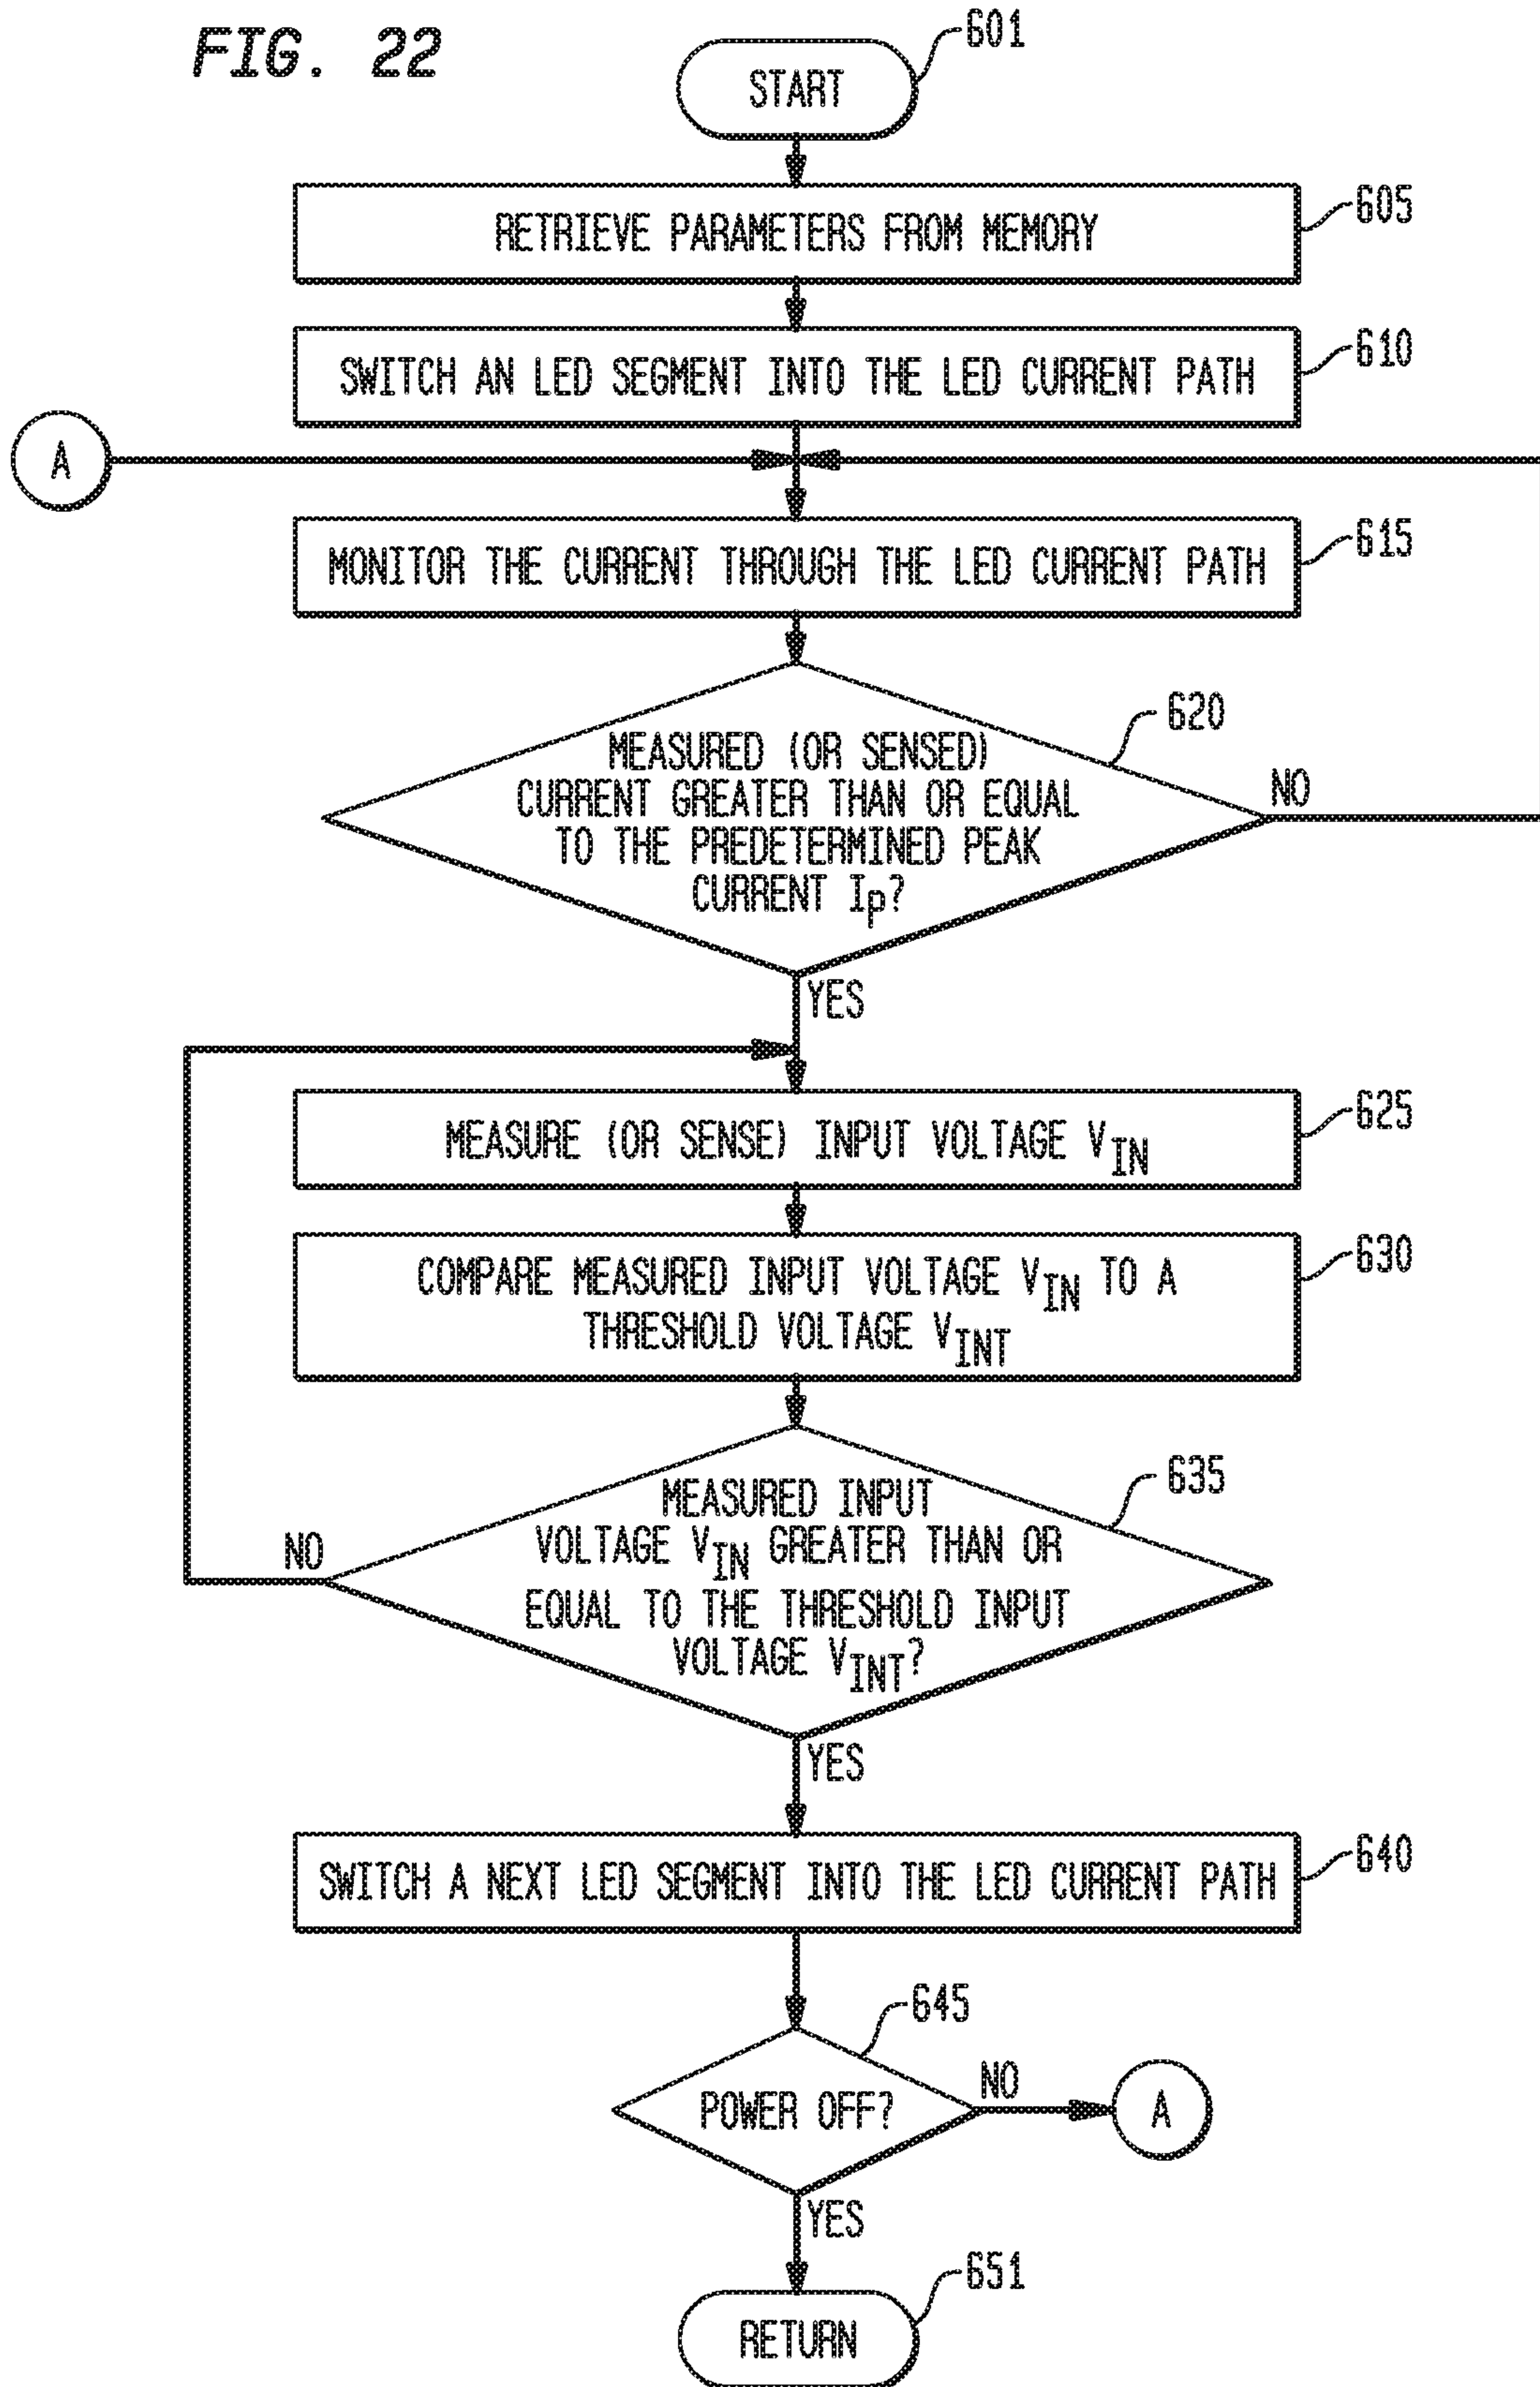 FIG. 22
601
START
605
RETRIEVE PARAMETERS FROM MEMORY
610
SWITCH AN LED SEGMENT INTO THE LED CURRENT PATH
A
615
MONITOR THE CURRENT THROUGH THE LED CURRENT PATH
620
MEASURED (OR SENSED)
CURRENT GREATER THAN OR EQUAL
TO THE PREDETERMINED PEAK
CURRENT Ip?
NO
YES
625
MEASURE (OR SENSE) INPUT VOLTAGE VIN
630
COMPARE MEASURED INPUT VOLTAGE VIN TO A
THRESHOLD VOLTAGE VINT
635
MEASURED INPUT
VOLTAGE VIN GREATER THAN OR
EQUAL TO THE THRESHOLD INPUT
VOLTAGE VINT?
NO
YES
640
SWITCH A NEXT LED SEGMENT INTO THE LED CURRENT PATH
645
POWER OFF?
NO
A
YES
651
RETURN